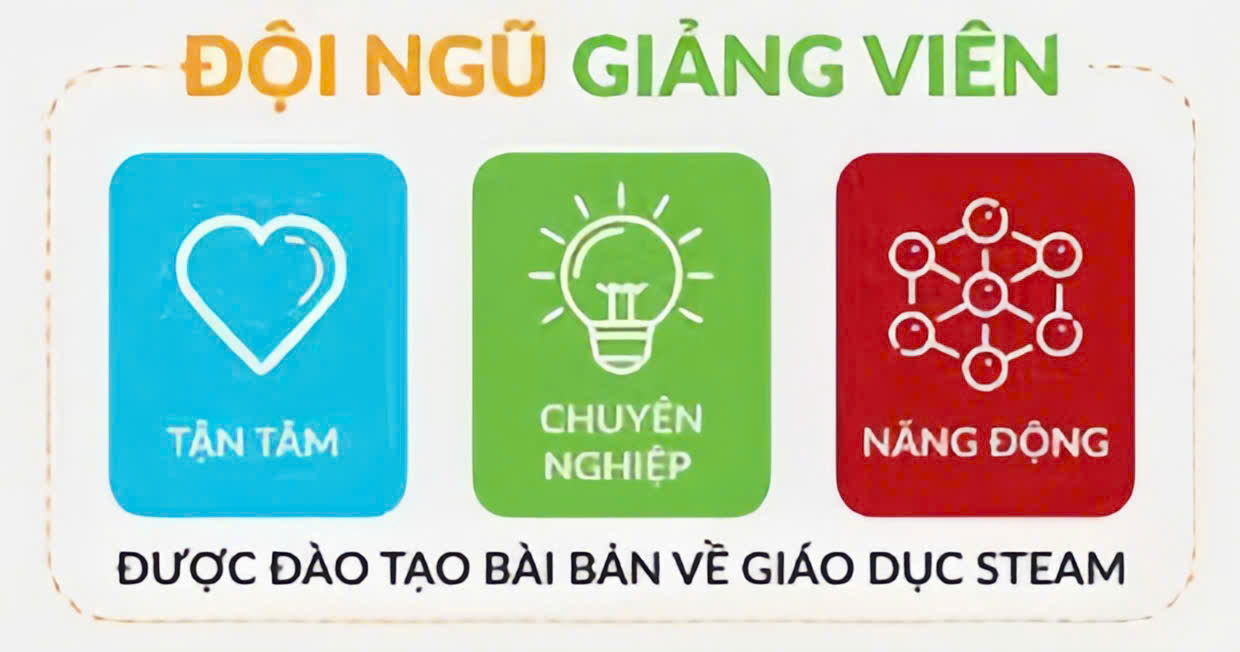 ĐỘI NGŨ GIẢNG VIÊN
TẬN TÂM
CHUYÊN
NGHIỆP
NĂNG ĐỘNG
ĐƯỢC ĐÀO TẠO BÀI BẢN VỀ GIÁO DỤC STEAM